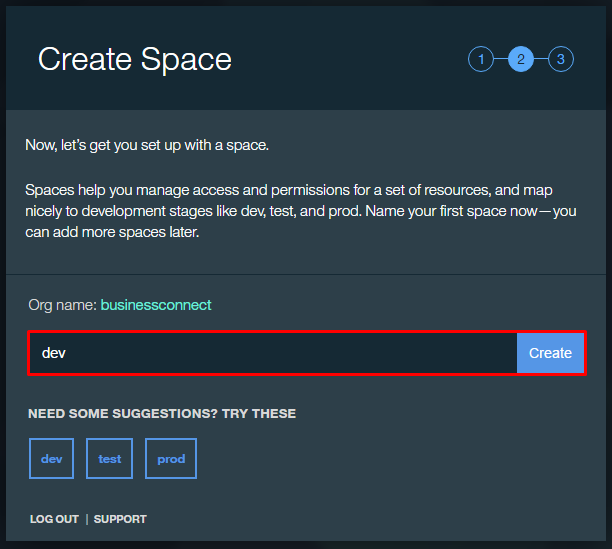 Create Space
1 2 3
Now, let's get you set up with a space.
Spaces help you manage access and permissions for a set of resources, and map
nicely to development stages like dev, test, and prod. Name your first space now—you
can add more spaces later.
Org name: businessconnect
dev Create
NEED SOME SUGGESTIONS? TRY THESE
dev test prod
LOG OUT | SUPPORT